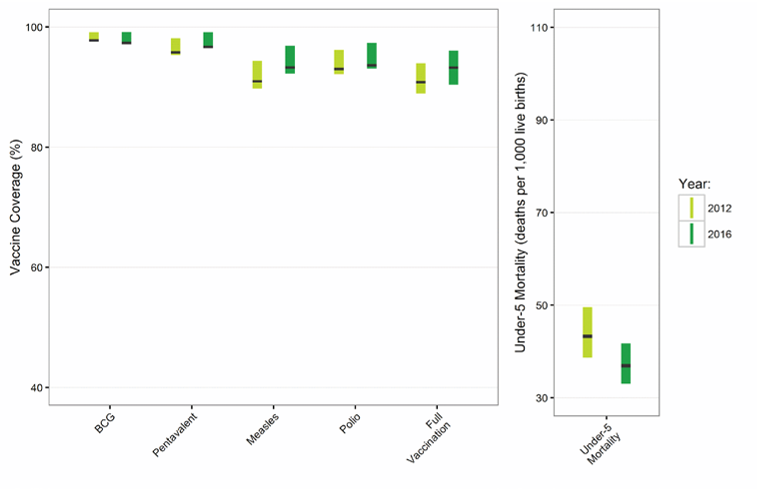 Vaccine Coverage (%)
100
80
60
40
BCG
Pentavalent
Measles
Polio
Full
Vaccination
Under-5 Mortality (deaths per 1,000 live births)
110
90
70
50
30
Under-5
Mortality
Year:
2012
2016